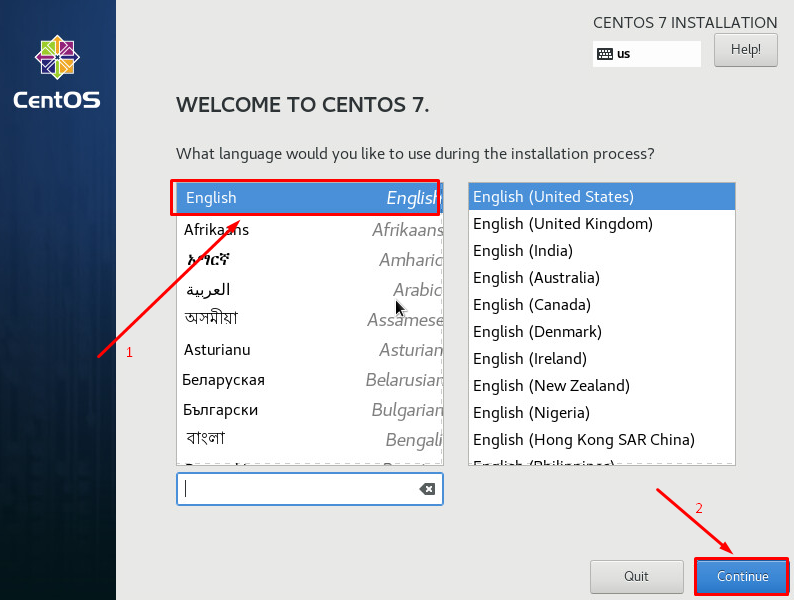 CentOS
CENTOS 7 INSTALLATION
us
Help!
WELCOME TO CENTOS 7.
What language would you like to use during the installation process?
English English
Afrikaans Afrikaans
አማርኛ Amharic
العربية Arabic
অসমীয়া Assamese
Asturianu Asturian
Беларуская Belarusian
Български Bulgarian
বাংলা Bengali
English (United States)
English (United Kingdom)
English (India)
English (Australia)
English (Canada)
English (Denmark)
English (Ireland)
English (New Zealand)
English (Nigeria)
English (Hong Kong SAR China)
English (Philippines)
1
2
Quit
Continue